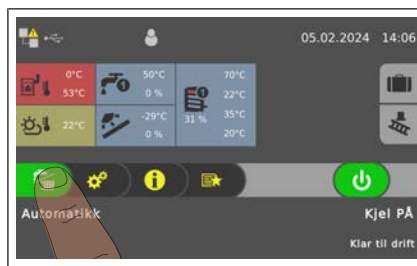 05.02.2024 14:06
0°C 50°C 70°C
53°C 0 % 22°C
22°C -29°C 31 % 35°C
0 % 20°C
Automatikk Kjel PÅ
Klar til drift